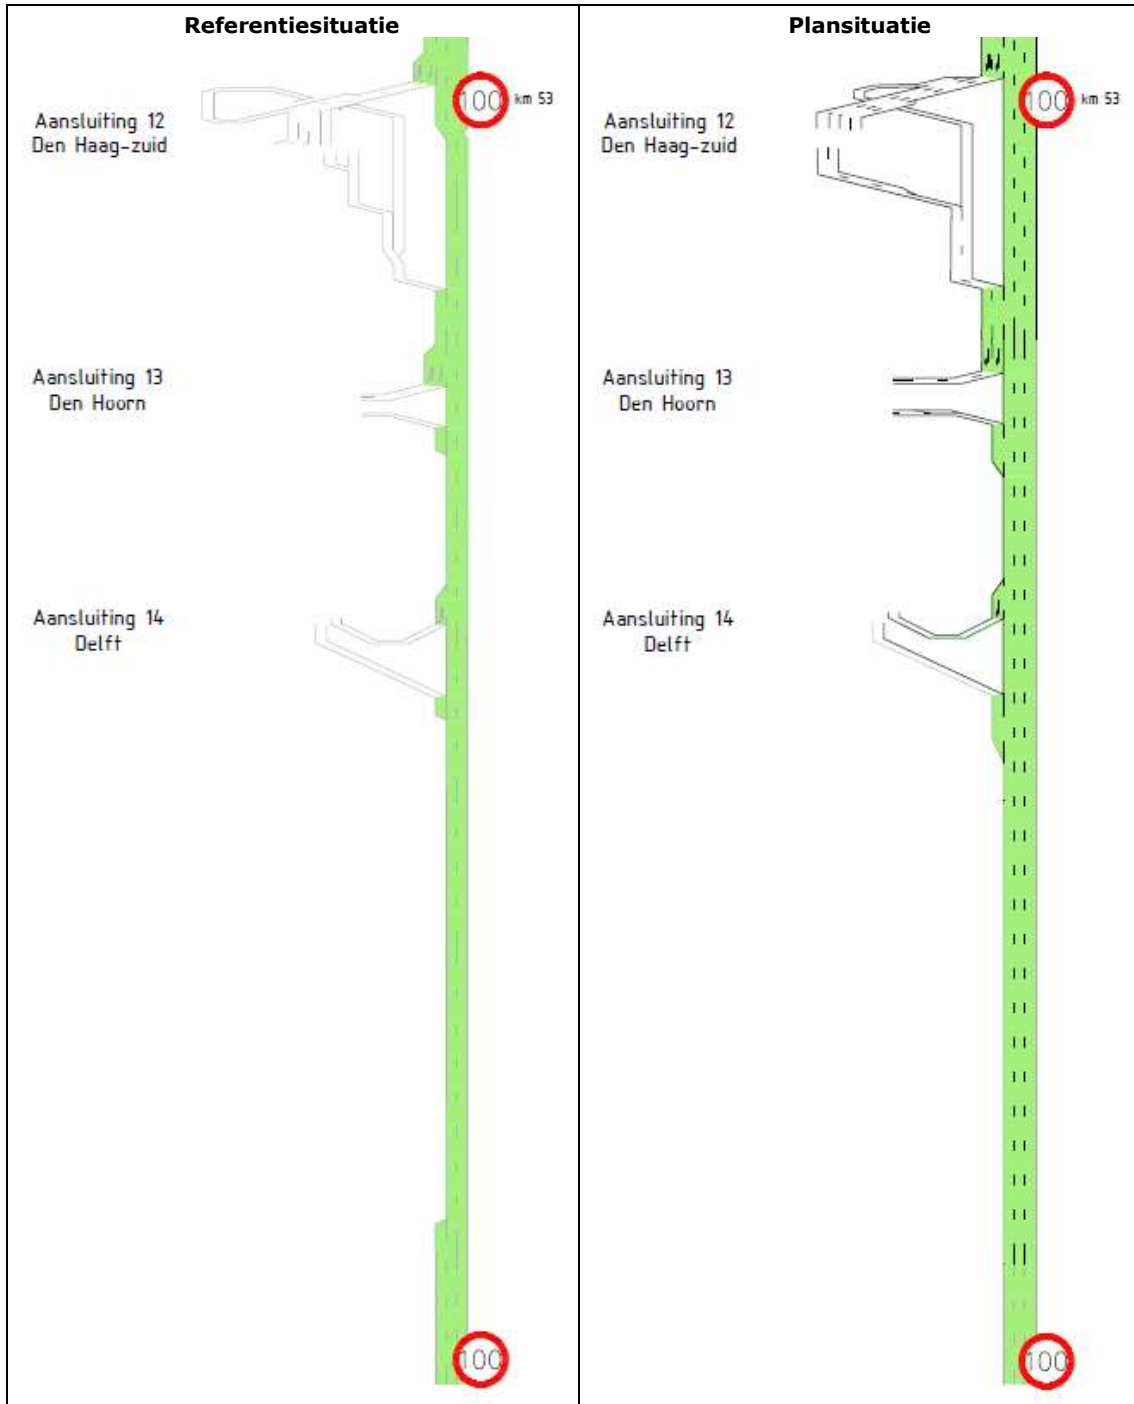 Referentiesituatie
100 km 53
Aansluiting 12
Den Haag-zuid
Aansluiting 13
Den Hoorn
Aansluiting 14
Delft
100
Plansituatie
100 km 53
Aansluiting 12
Den Haag-zuid
Aansluiting 13
Den Hoorn
Aansluiting 14
Delft
100